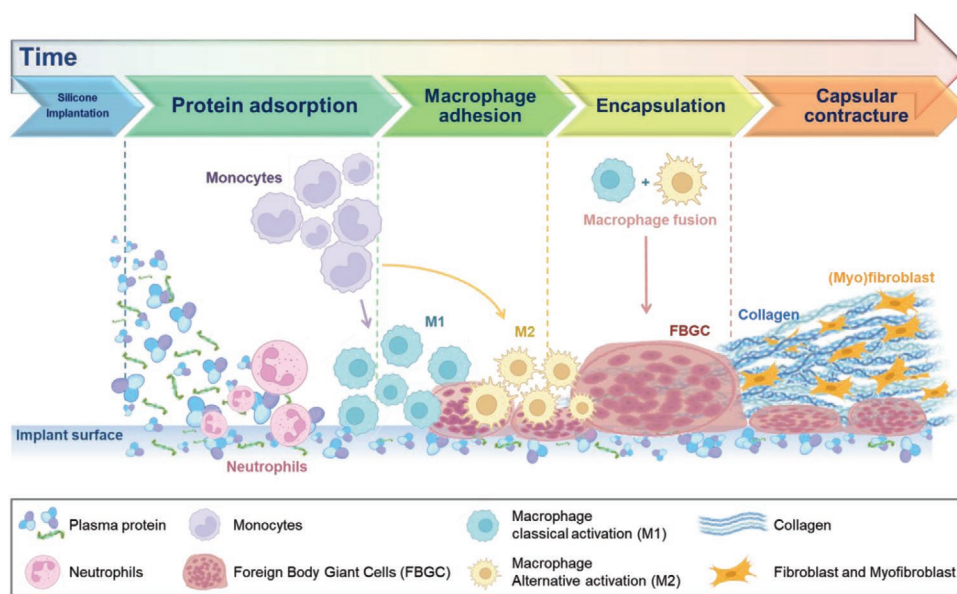 Time
Silicone
Implantation
Protein adsorption
Macrophage
adhesion
Encapsulation
Capsular
contracture
Monocytes
+
Macrophage fusion
(Myo)fibroblast
M1
M2
FBGC
Collagen
Implant surface
Neutrophils
Plasma protein
Monocytes
Macrophage
classical activation (M1)
Collagen
Neutrophils
Foreign Body Giant Cells (FBGC)
Macrophage
Alternative activation (M2)
Fibroblast and Myofibroblast